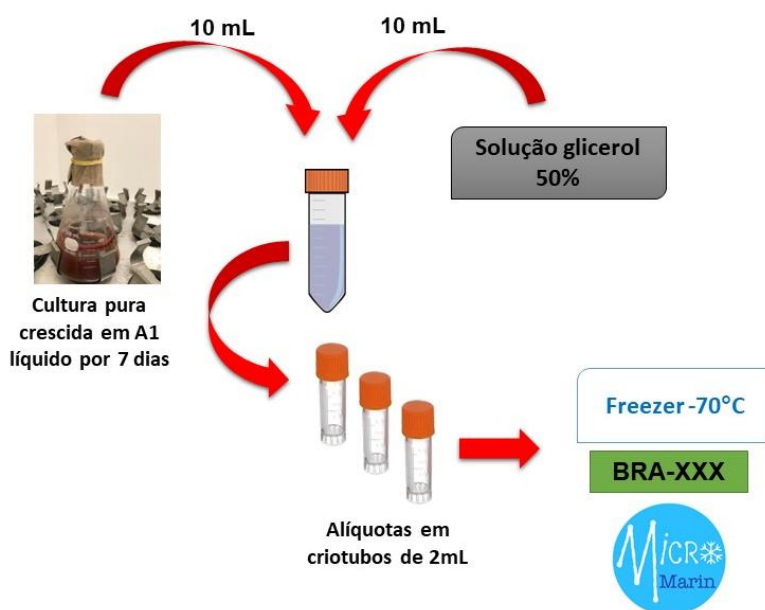 10 mL
10 mL
Solução glicerol
50%
Cultura pura
crescida em A1
líquido por 7 dias
Alíquotas em
criotubos de 2mL
Freezer -70°C
BRA-XXX
MICRO
Marin